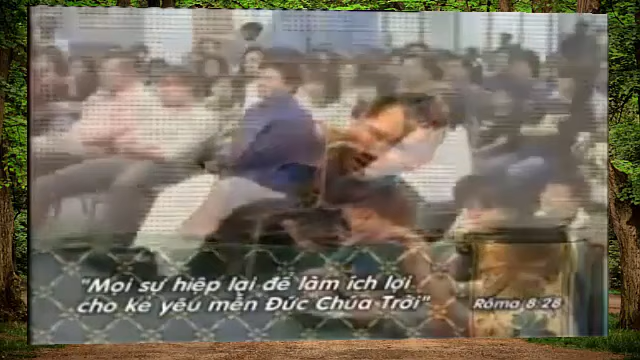 "Mọi sự hiệp lại để làm ích lợi
cho kẻ yêu mến Đức Chúa Trời"
Rôma 8:28